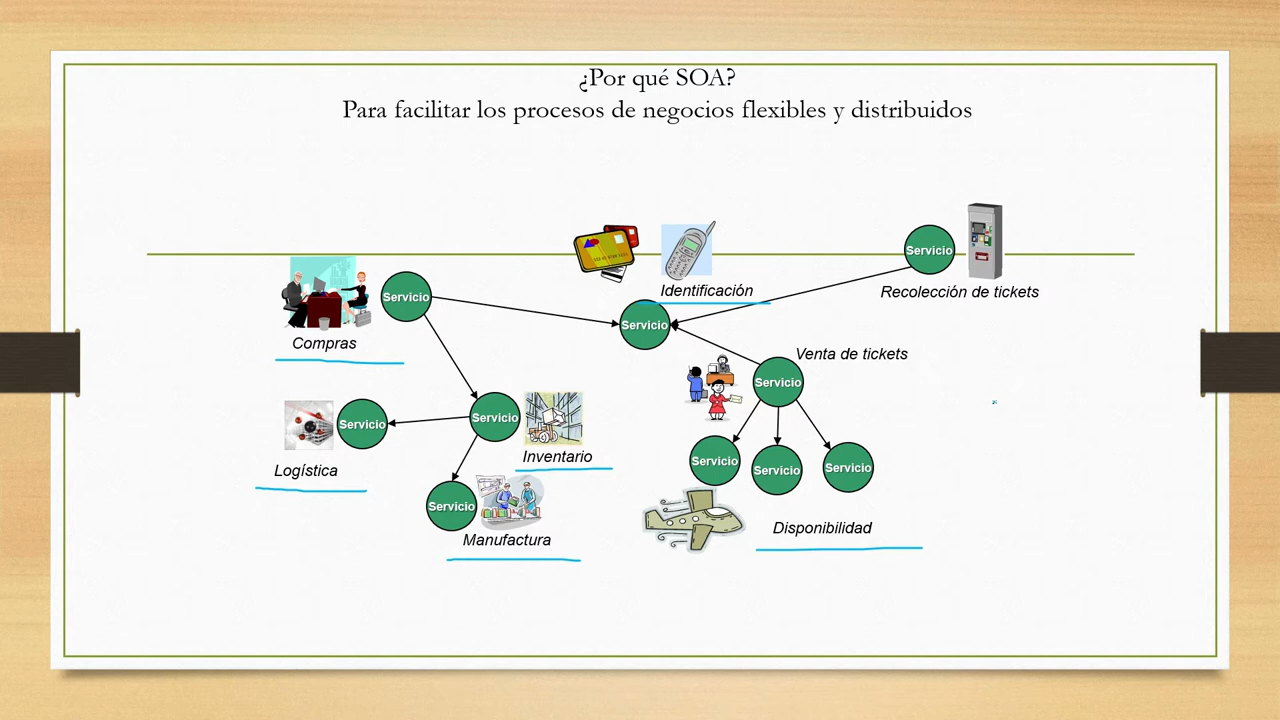 ¿Por qué SOA?
Para facilitar los procesos de negocios flexibles y distribuidos
Servicio
Recolección de tickets
Identificación
Servicio
Compras
Servicio
Venta de tickets
Servicio
Servicio
Logística
Servicio
Inventario
Servicio
Manufactura
Servicio
Servicio
Servicio
Disponibilidad